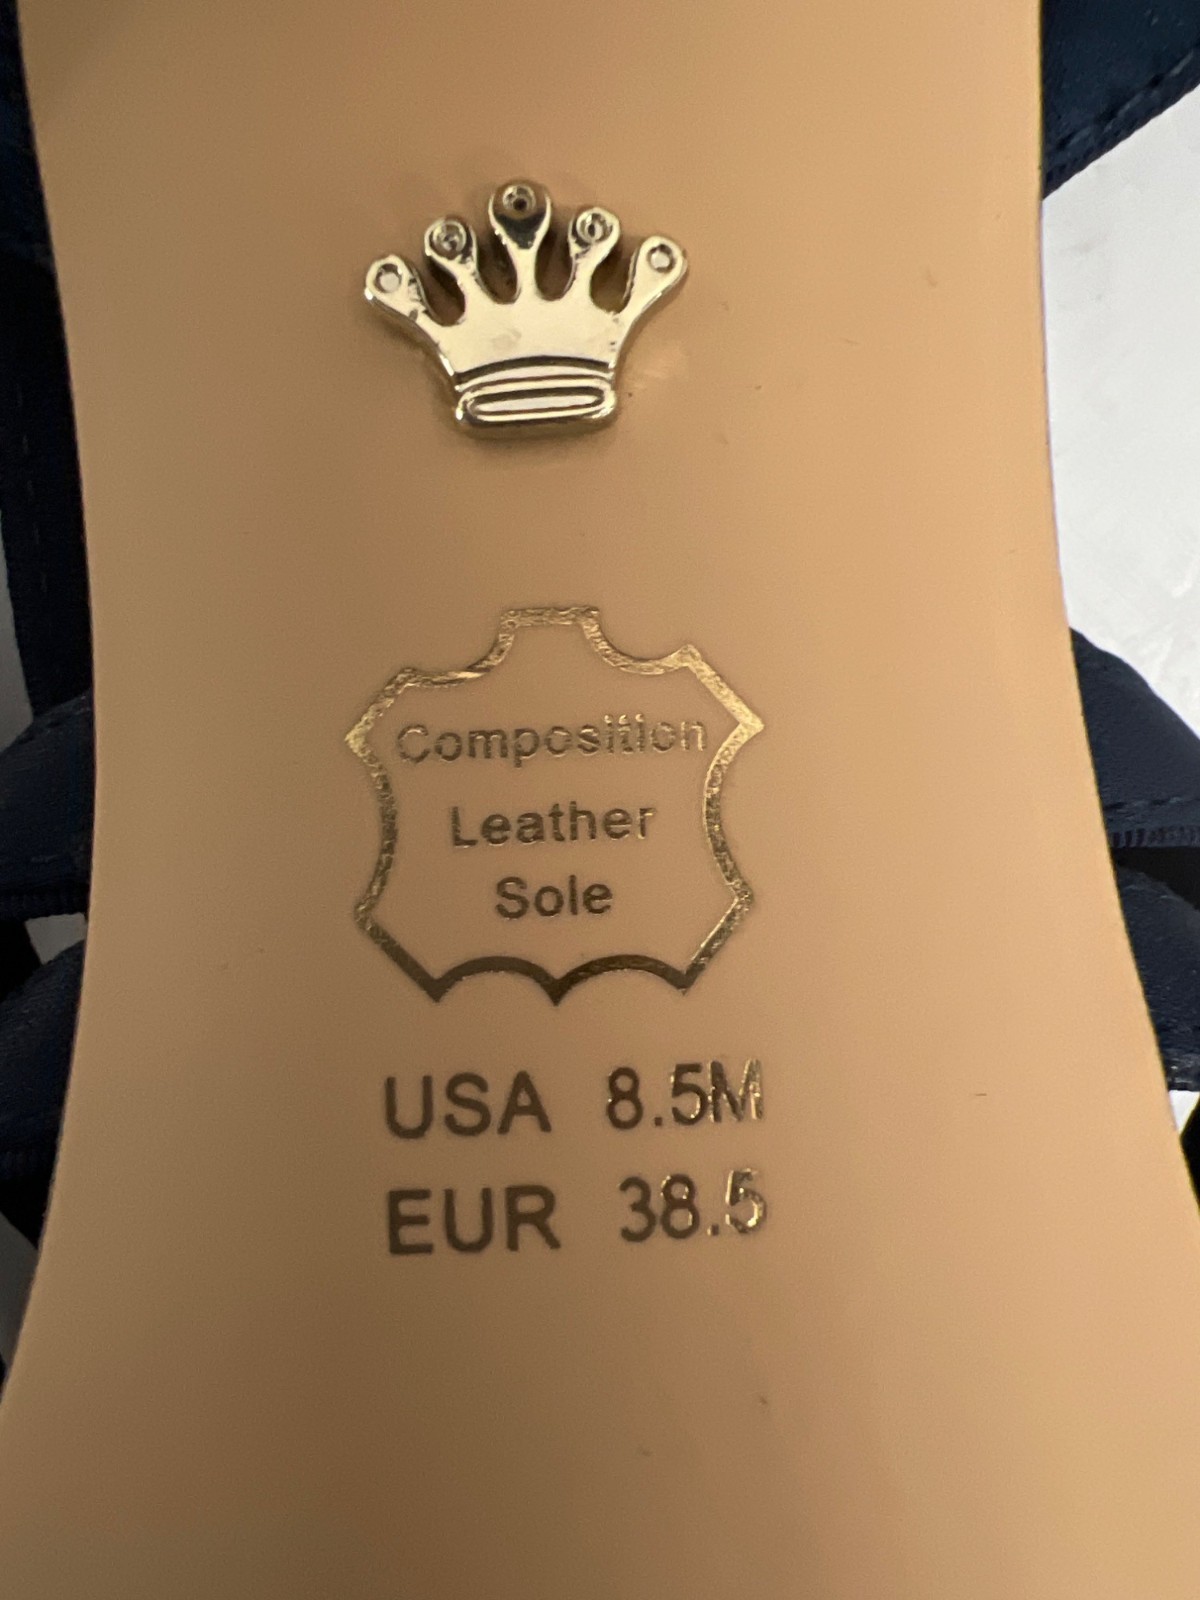 Composition
Leather
Sole
USA 8.5M
EUR 38.5